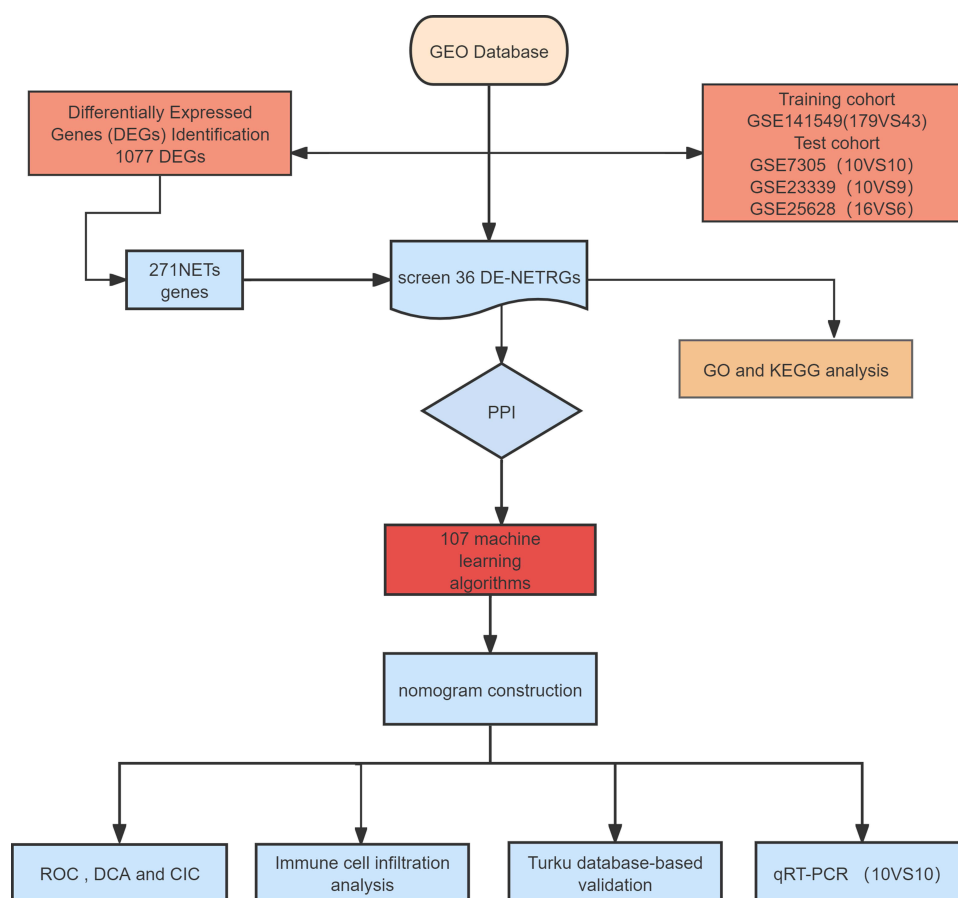 GEO Database
Differentially Expressed
Genes (DEGs) Identification
1077 DEGs
Training cohort
GSE141549(179VS43)
Test cohort
GSE7305（10VS10）
GSE23339（10VS9）
GSE25628（16VS6）
271NETs
genes
screen 36 DE-NETRGs
GO and KEGG analysis
PPI
107 machine
learning
algorithms
nomogram construction
ROC , DCA and CIC
Immune cell infiltration
analysis
Turku database-based
validation
qRT-PCR （10VS10）